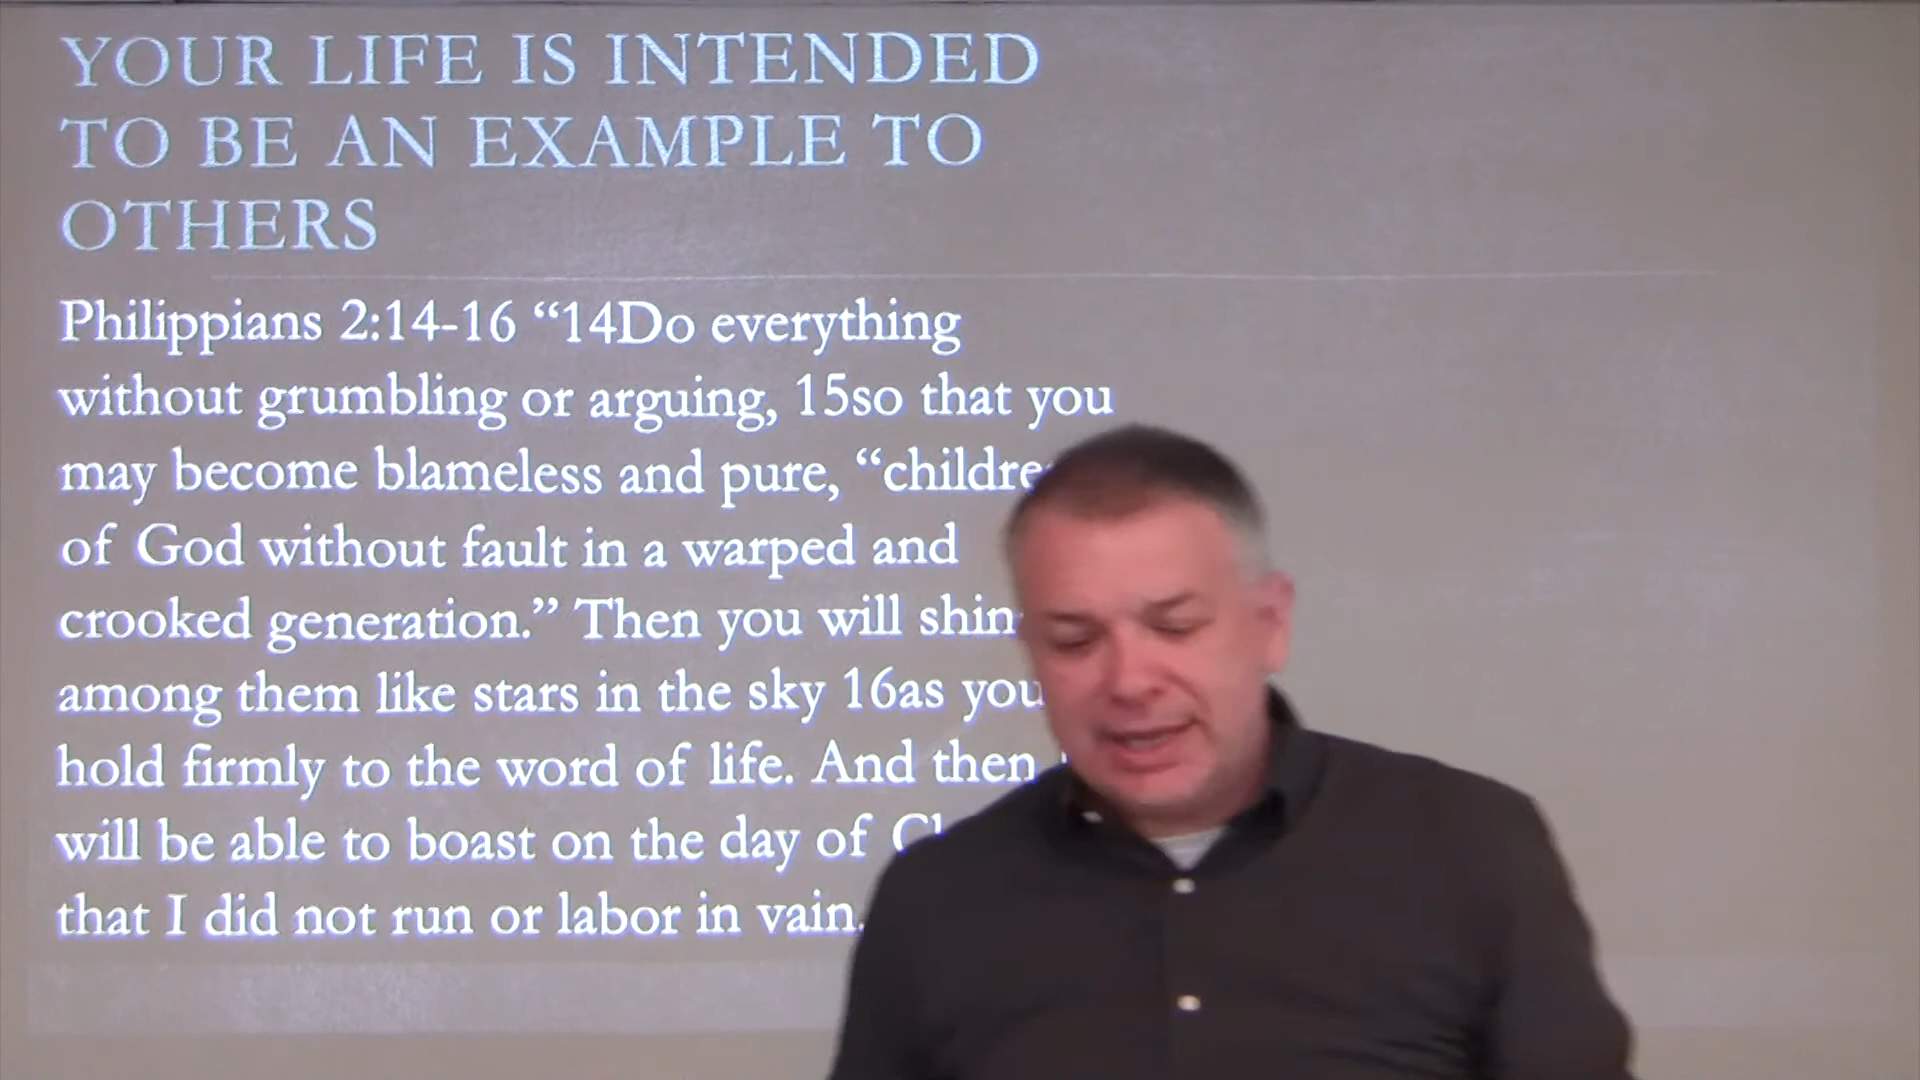 YOUR LIFE IS INTENDED
TO BE AN EXAMPLE TO
OTHERS
Philippians 2:14-16 “14Do everything
without grumbling or arguing, 15so that you
may become blameless and pure,
of God without fault in a warped and
crooked generation.” Then you will
among them like stars in the sky 16as you
hold firmly to the word of life. And then
will be able to boast on the day of
that I did not run or labor in vain.